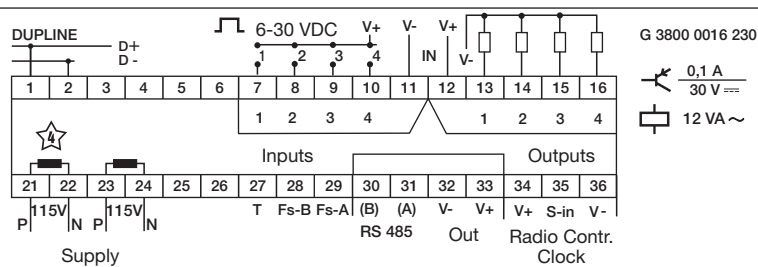 DUPLINE
D+
D -
6-30 VDC
V+ V- V+
IN
V-
1 2 3 4
G 3800 0016 230
0,1 A
30 V
12 VA ~
1 2 3 4 5 6 7 8 9 10 11 12 13 14 15 16
1 2 3 4 1 2 3 4
4
Inputs Outputs
21 22 23 24 25 26 27 28 29 30 31 32 33 34 35 36
P 115V N P 115V N
T Fs-B Fs-A (B) (A) V- V+ V+ S-in V-
RS 485 Out Radio Contr.
Clock
Supply